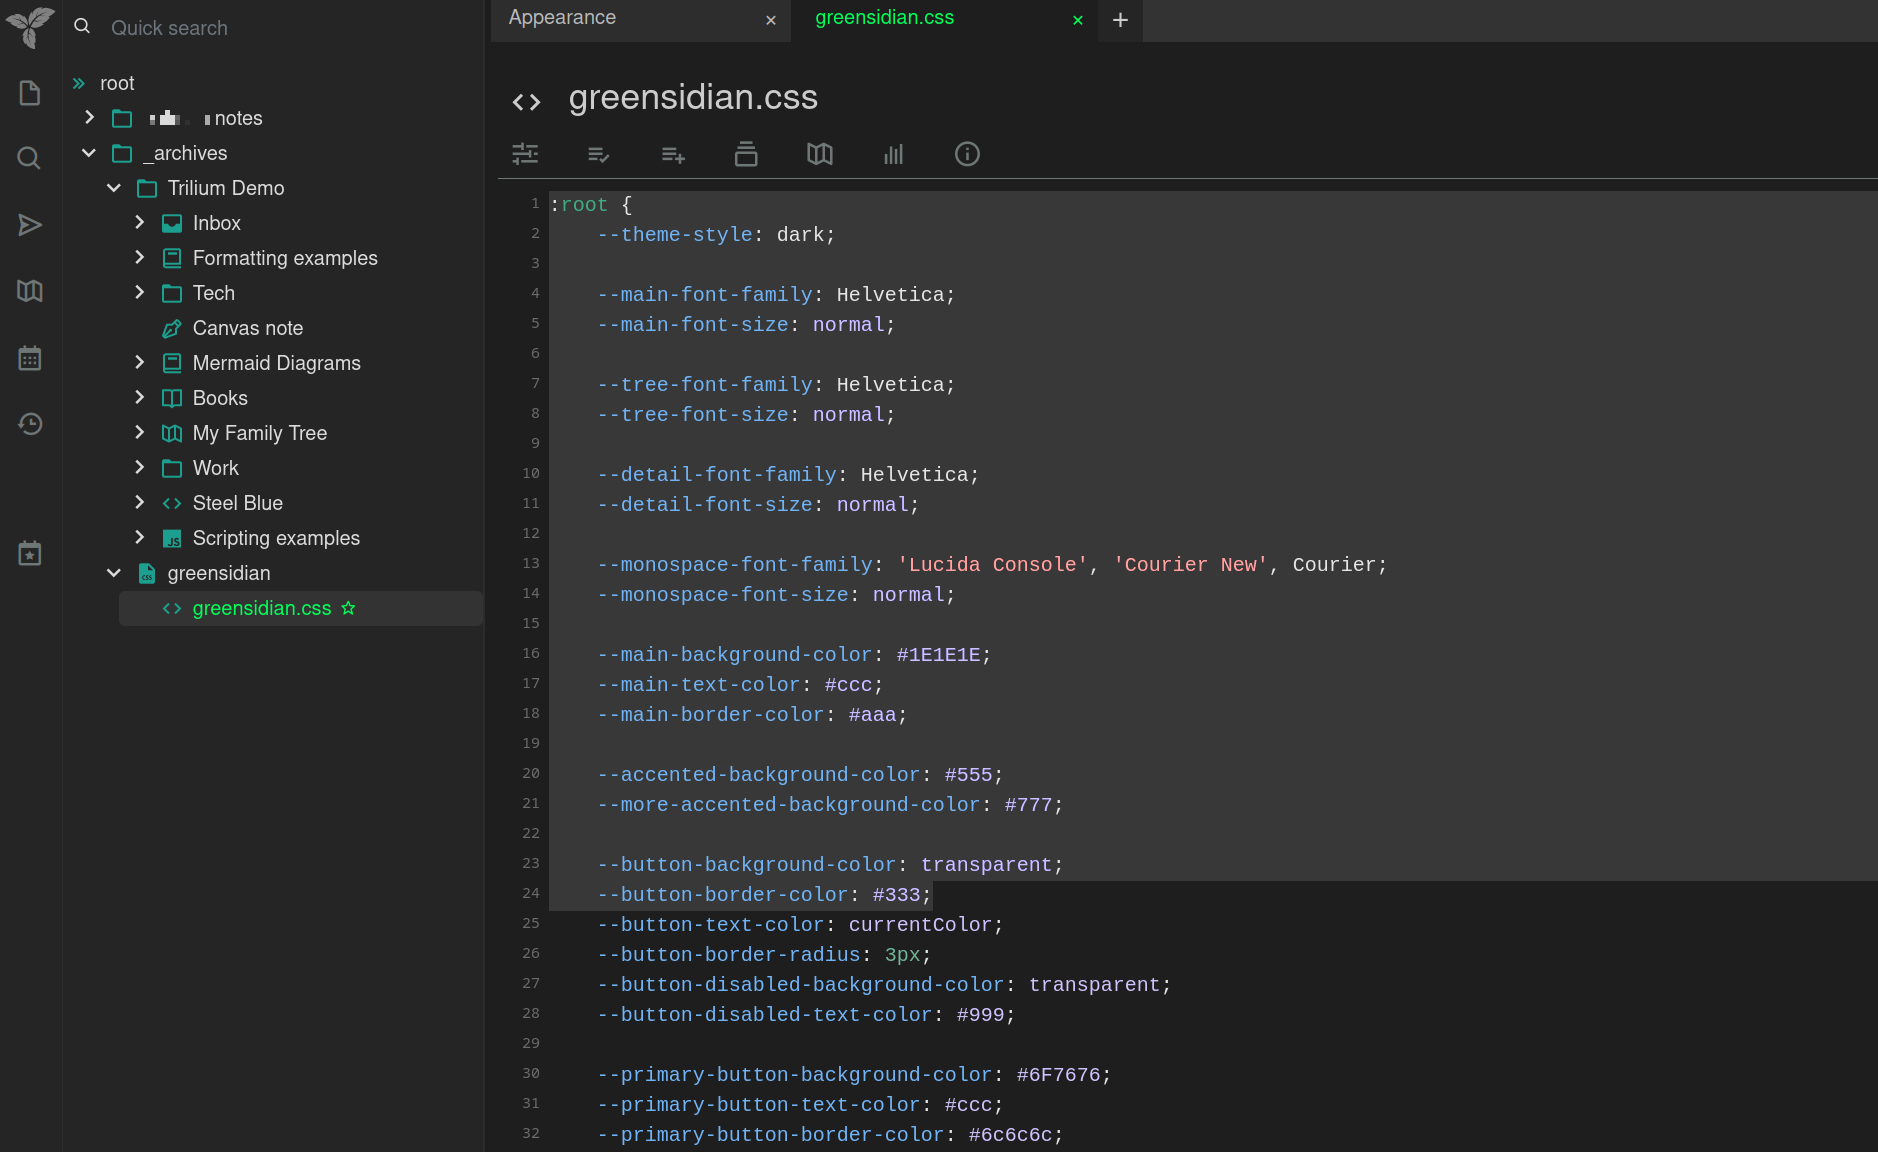 Quick search
root
notes
_archives
Trilium Demo
Inbox
Formatting examples
Tech
Canvas note
Mermaid Diagrams
Books
My Family Tree
Work
Steel Blue
JS Scripting examples
CSS greensidian
greensidian.css
Appearance × greensidian.css × +
greensidian.css
1 :root {
2 --theme-style: dark;
3
4 --main-font-family: Helvetica;
5 --main-font-size: normal;
6
7 --tree-font-family: Helvetica;
8 --tree-font-size: normal;
9
10 --detail-font-family: Helvetica;
11 --detail-font-size: normal;
12
13 --monospace-font-family: 'Lucida Console', 'Courier New', Courier;
14 --monospace-font-size: normal;
15
16 --main-background-color: #1E1E1E;
17 --main-text-color: #ccc;
18 --main-border-color: #aaa;
19
20 --accented-background-color: #555;
21 --more-accented-background-color: #777;
22
23 --button-background-color: transparent;
24 --button-border-color: #333;
25 --button-text-color: currentColor;
26 --button-border-radius: 3px;
27 --button-disabled-background-color: transparent;
28 --button-disabled-text-color: #999;
29
30 --primary-button-background-color: #6F7676;
31 --primary-button-text-color: #ccc;
32 --primary-button-border-color: #6c6c6c;